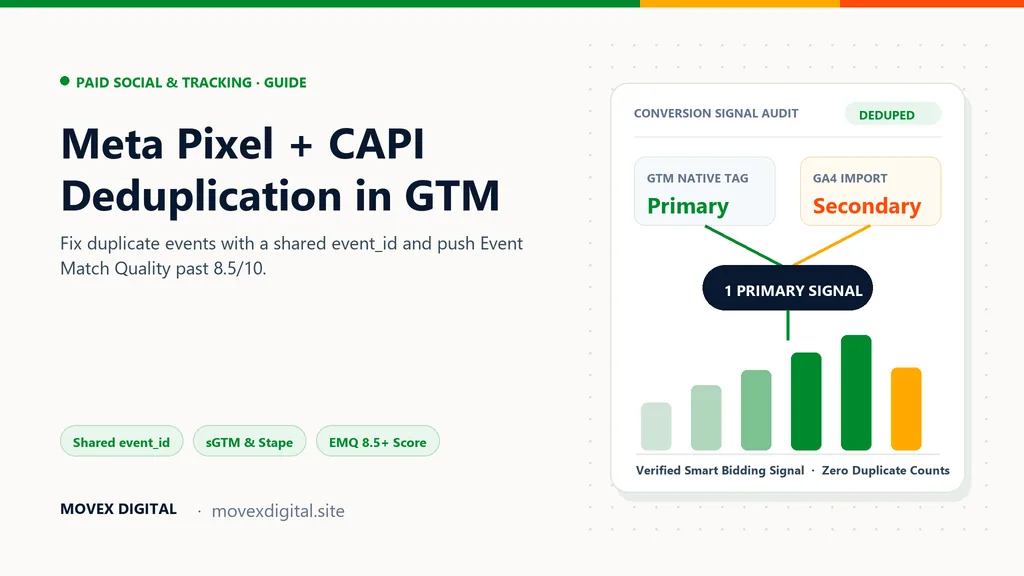 PAID SOCIAL & TRACKING · GUIDE
Meta Pixel + CAPI
Deduplication in GTM
Fix duplicate events with a shared event_id and push Event
Match Quality past 8.5/10.
Shared event_id
sGTM & Stape
EMQ 8.5+ Score
MOVEX DIGITAL · movexdigital.site
CONVERSION SIGNAL AUDIT
DEDUPED
GTM NATIVE TAG
Primary
GA4 IMPORT
Secondary
1 PRIMARY SIGNAL
Verified Smart Bidding Signal · Zero Duplicate Counts